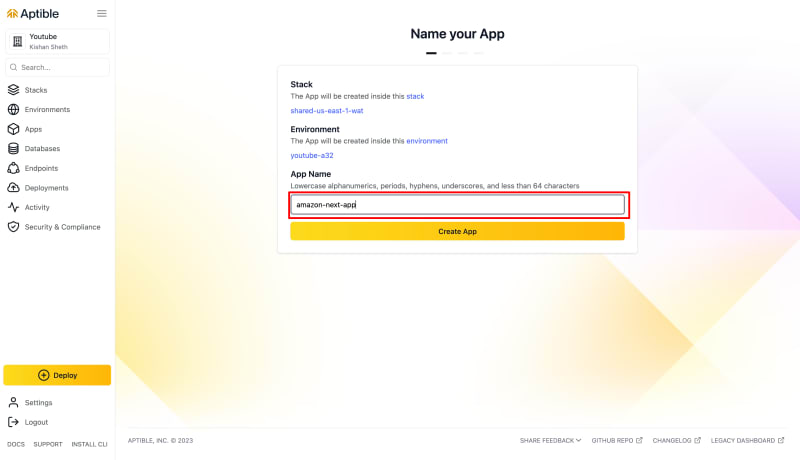 Aptible
Youtube
Kishan Sheth
Search...
Stacks
Environments
Apps
Databases
Endpoints
Deployments
Activity
Security & Compliance
Deploy
Settings
Logout
DOCS SUPPORT INSTALL CLI
Name your App
Stack
The App will be created inside this stack
shared-us-east-1-wat
Environment
The App will be created inside this environment
youtube-a32
App Name
Lowercase alphanumerics, periods, hyphens, underscores, and less than 64 characters
amazon-next-app
Create App
APTIBLE, INC. © 2023 SHARE FEEDBACK GITHUB REPO CHANGELOG LEGACY DASHBOARD